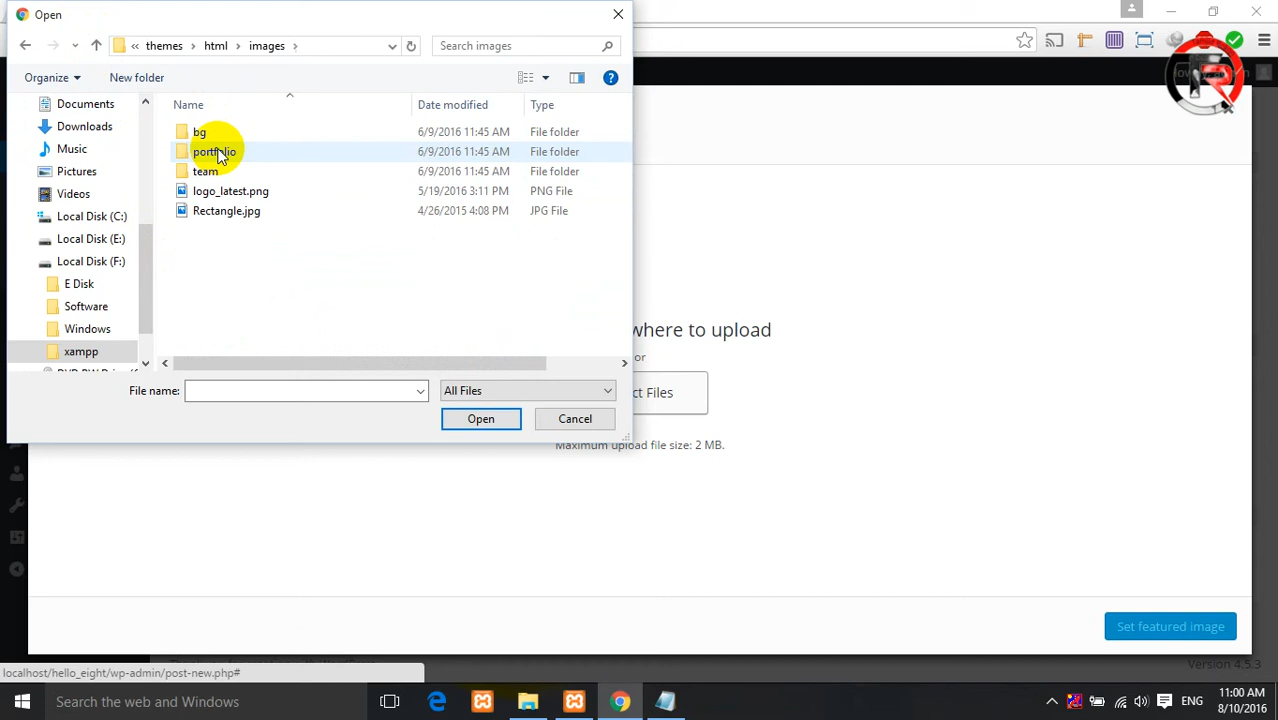 Open
themes html images
Search images
Organize
New folder
Name
Date modified
Type
Documents
Downloads
Music
Pictures
Videos
Local Disk (C:)
Local Disk (E:)
Local Disk (F:)
E Disk
Software
Windows
xampp
bg 6/9/2016 11:45 AM File folder
portfolio 6/9/2016 11:45 AM File folder
team 6/9/2016 11:45 AM File folder
logo_latest.png 5/19/2016 3:11 PM PNG File
Rectangle.jpg 4/26/2015 4:08 PM JPG File
File name:
All Files
Open
Cancel
where to upload
or
Files
Maximum upload file size: 2 MB.
Set featured image
localhost/hello_eight/wp-admin/post-new.php#
Version 4.5.3
Search the web and Windows
ENG
11:00 AM
8/10/2016